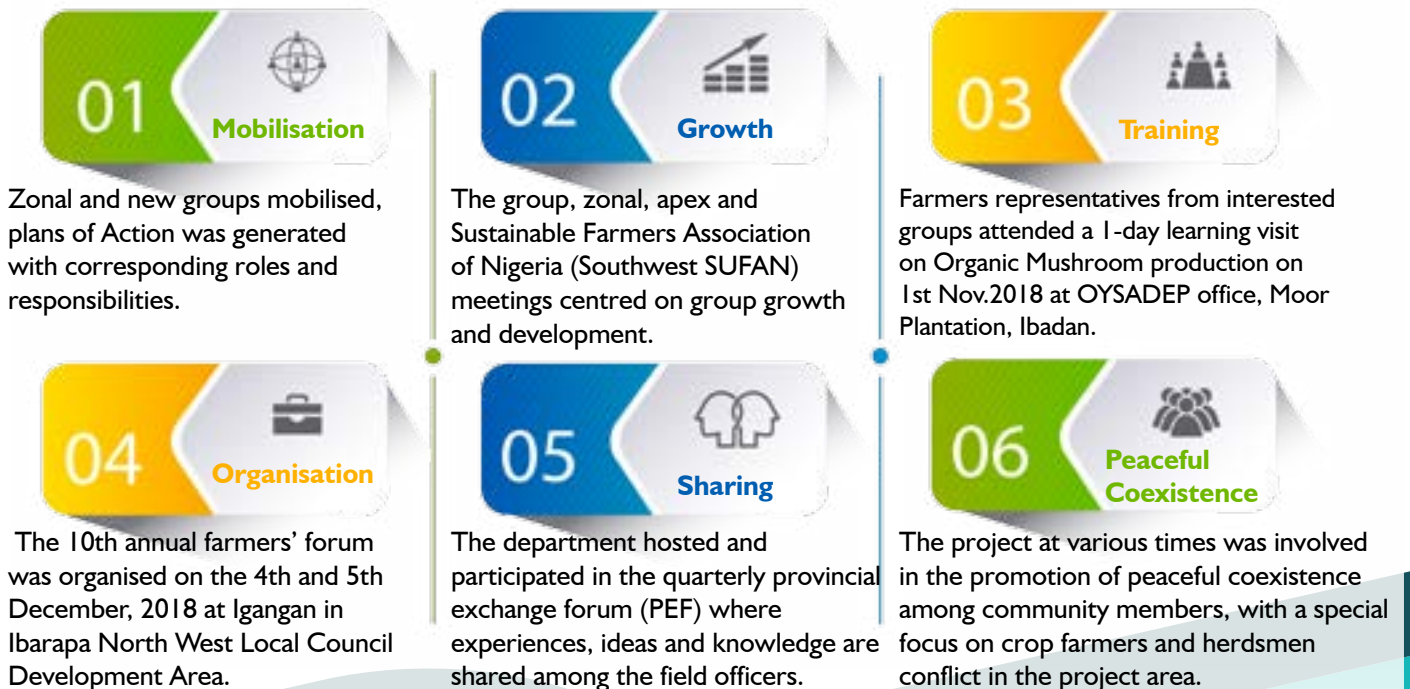 01
Mobilisation
Zonal and new groups mobilised,
plans of Action was generated
with corresponding roles and
responsibilities.
02
Growth
The group, zonal, apex and
Sustainable Farmers Association
of Nigeria (Southwest SUFAN)
meetings centred on group growth
and development.
03
Training
Farmers representatives from interested
groups attended a 1-day learning visit
on Organic Mushroom production on
1st Nov.2018 at OYSADEP office, Moor
Plantation, Ibadan.
04
Organisation
The 10th annual farmers’ forum
was organised on the 4th and 5th
December, 2018 at Igangan in
Ibarapa North West Local Council
Development Area.
05
Sharing
The department hosted and
participated in the quarterly provincial
exchange forum (PEF) where
experiences, ideas and knowledge are
shared among the field officers.
06
Peaceful
Coexistence
The project at various times was involved
in the promotion of peaceful coexistence
among community members, with a special
focus on crop farmers and herdsmen
conflict in the project area.